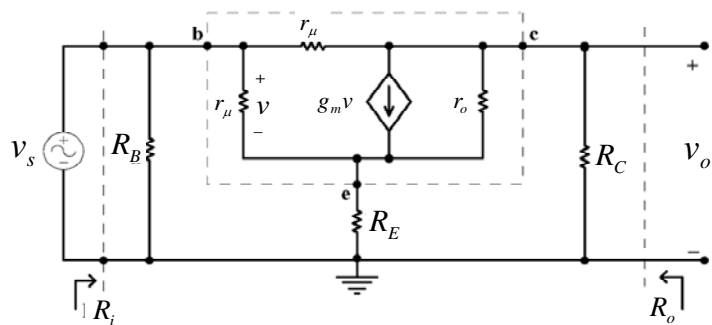 r_μ
b
c
+
r_μ
v
−
g_m v
r_o
+
v_s
+
−
R_B
R_C
v_o
e
R_E
−
R_i
R_o